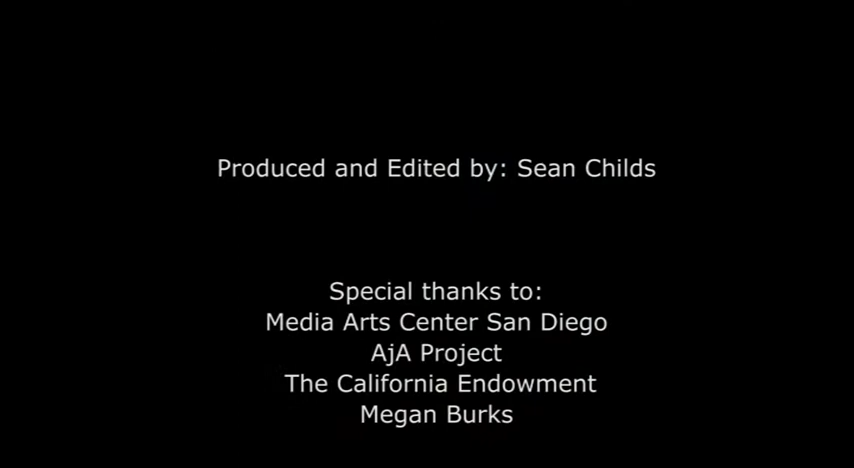 Produced and Edited by: Sean Childs
Special thanks to:
Media Arts Center San Diego
AjA Project
The California Endowment
Megan Burks